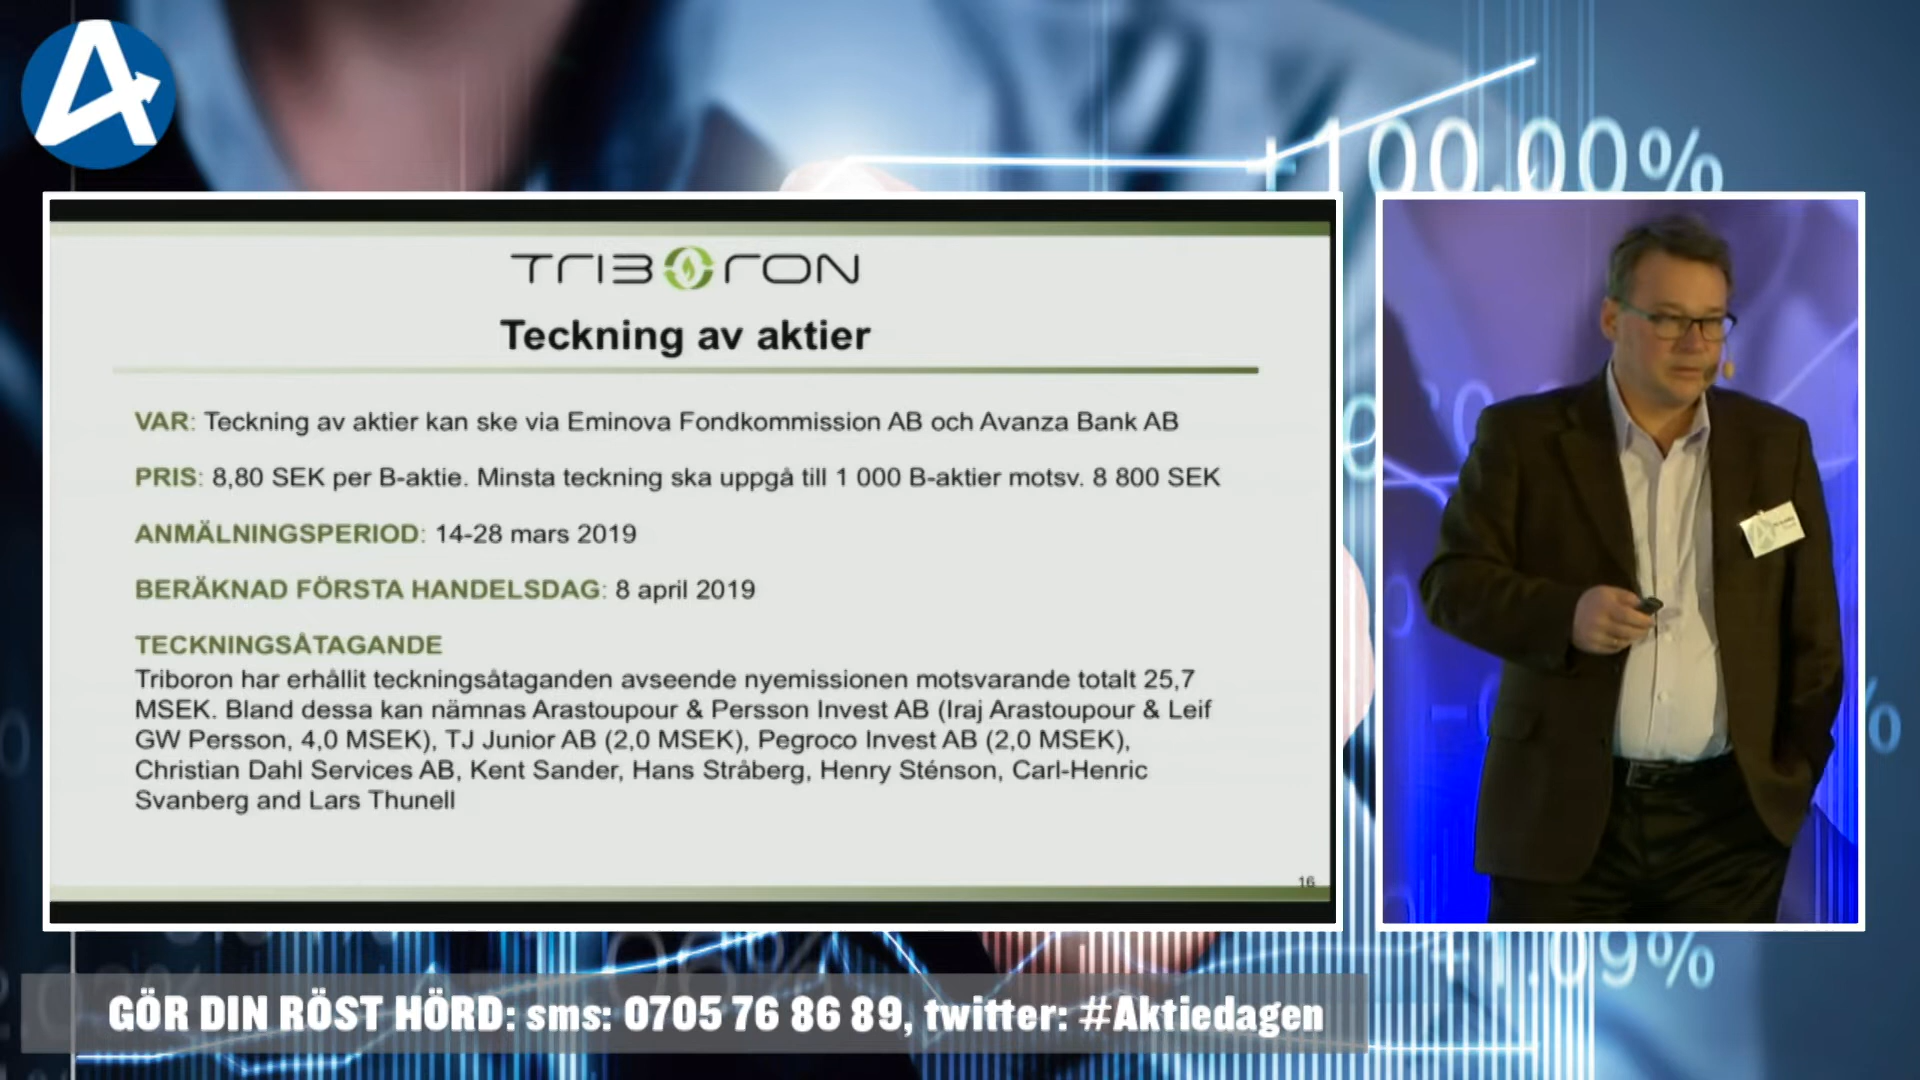 +100.00%
TRIBORON
Teckning av aktier
VAR: Teckning av aktier kan ske via Eminova Fondkommission AB och Avanza Bank AB
PRIS: 8,80 SEK per B-aktie. Minsta teckning ska uppgå till 1 000 B-aktier motsv. 8 800 SEK
ANMÄLNINGSPERIOD: 14-28 mars 2019
BERÄKNAD FÖRSTA HANDELSDAG: 8 april 2019
TECKNINGSÅTAGANDE
Triboron har erhållit teckningsåtaganden avseende nyemissionen motsvarande totalt 25,7
MSEK. Bland dessa kan nämnas Arastoupour & Persson Invest AB (Iraj Arastoupour & Leif
GW Persson, 4,0 MSEK), TJ Junior AB (2,0 MSEK), Pegroco Invest AB (2,0 MSEK),
Christian Dahl Services AB, Kent Sander, Hans Stråberg, Henry Sténson, Carl-Henric
Svanberg and Lars Thunell
16
GÖR DIN RÖST HÖRD: sms: 0705 76 86 89, twitter: #Aktiedagen